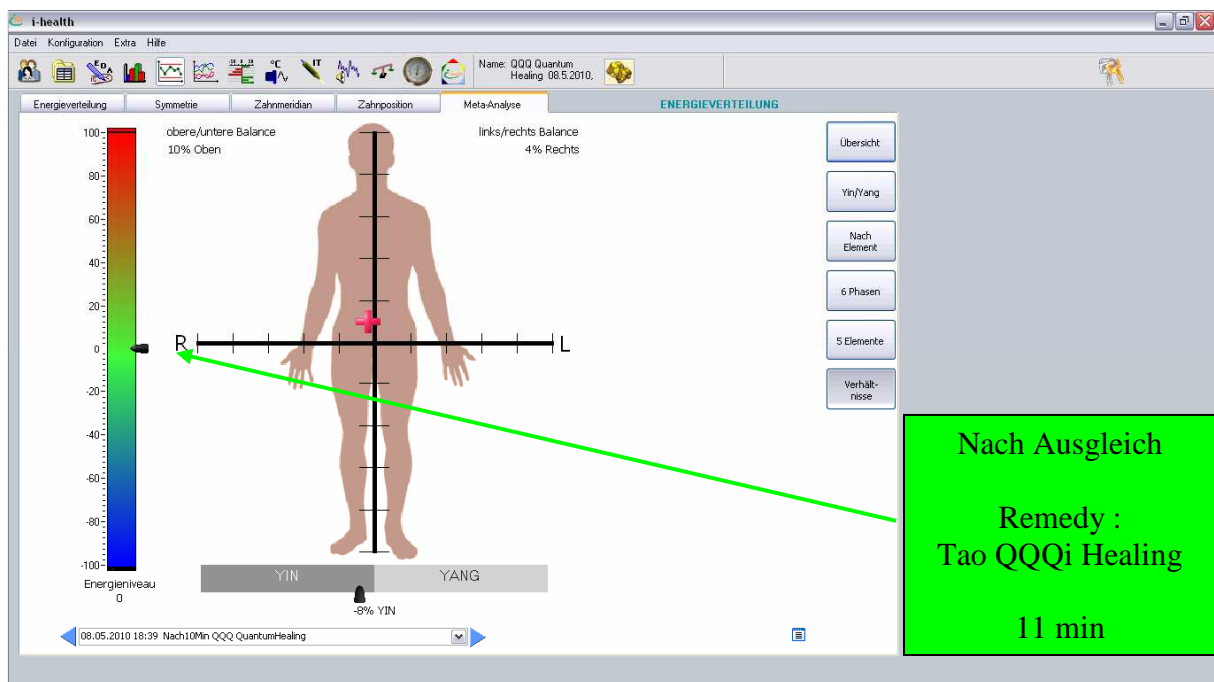 i-health
Datei Konfiguration Extra Hilfe
Name: QQQ Quantum
Healing 08.5.2010,
Energieverteilung Symmetrie Zahnmeridian Zahnposition Meta-Analyse ENERGIEVERTEILUNG
obere/untere Balance
10% Oben
links/rechts Balance
4% Rechts
100
80
60
40
20
0
-20
-40
-60
-80
-100
Energieniveau
0
R
L
YIN YANG
-8% YIN
08.05.2010 18:39 Nach10Min QQQ QuantumHealing
Übersicht
Yin/Yang
Nach
Element
6 Phasen
5 Elemente
Verhält-
nisse
Nach Ausgleich
Remedy :
Tao QQQi Healing
11 min